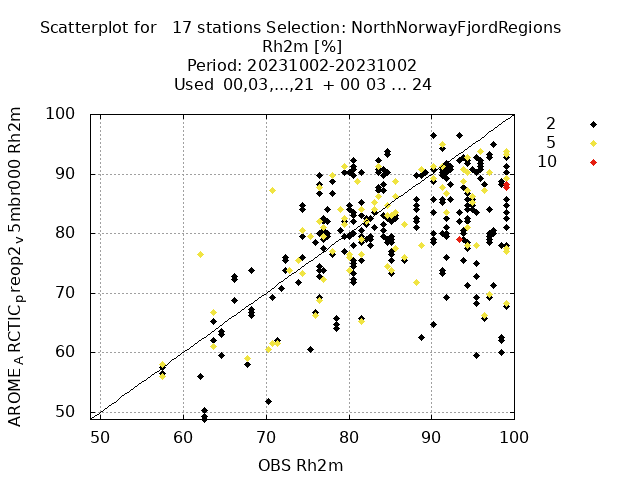 Scatterplot for 17 stations Selection: NorthNorwayFjordRegions
Rh2m [%]
Period: 20231002-20231002
Used 00,03,...,21 + 00 03 ... 24
2
5
10
100
90
80
70
60
50
AROME_ARCTIC_preop2_v5mbr000 Rh2m
50 60 70 80 90 100
OBS Rh2m